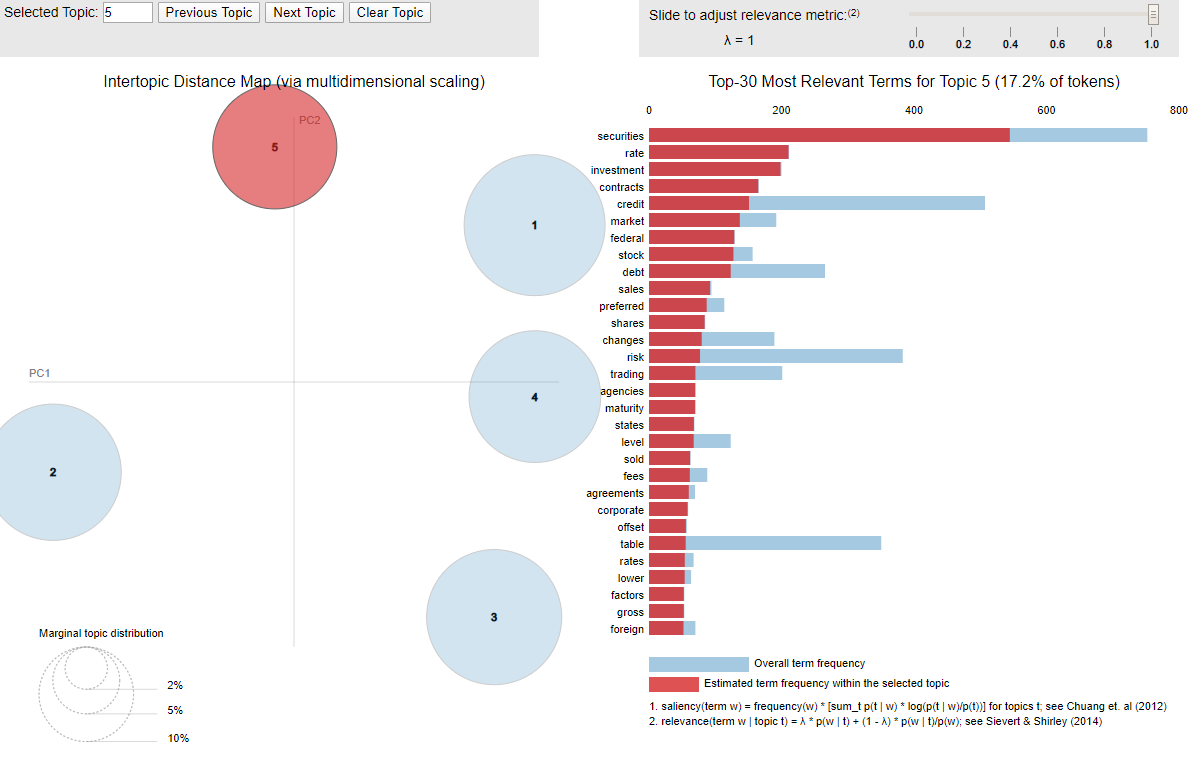 Selected Topic: 5 Previous Topic Next Topic Clear Topic
Slide to adjust relevance metric:(2)
λ = 1
0.0 0.2 0.4 0.6 0.8 1.0
Intertopic Distance Map (via multidimensional scaling)
PC2
PC1
5
1
4
2
3
Marginal topic distribution
2%
5%
10%
Top-30 Most Relevant Terms for Topic 5 (17.2% of tokens)
0 200 400 600 800
securities
rate
investment
contracts
credit
market
federal
stock
debt
sales
preferred
shares
changes
risk
trading
agencies
maturity
states
level
sold
fees
agreements
corporate
offset
table
rates
lower
factors
gross
foreign
Overall term frequency
Estimated term frequency within the selected topic
1. saliency(term w) = frequency(w) * [sum_t p(t | w) * log(p(t | w)/p(t))] for topics t; see Chuang et. al (2012)
2. relevance(term w | topic t) = λ * p(w | t) + (1 - λ) * p(w | t)/p(w); see Sievert & Shirley (2014)